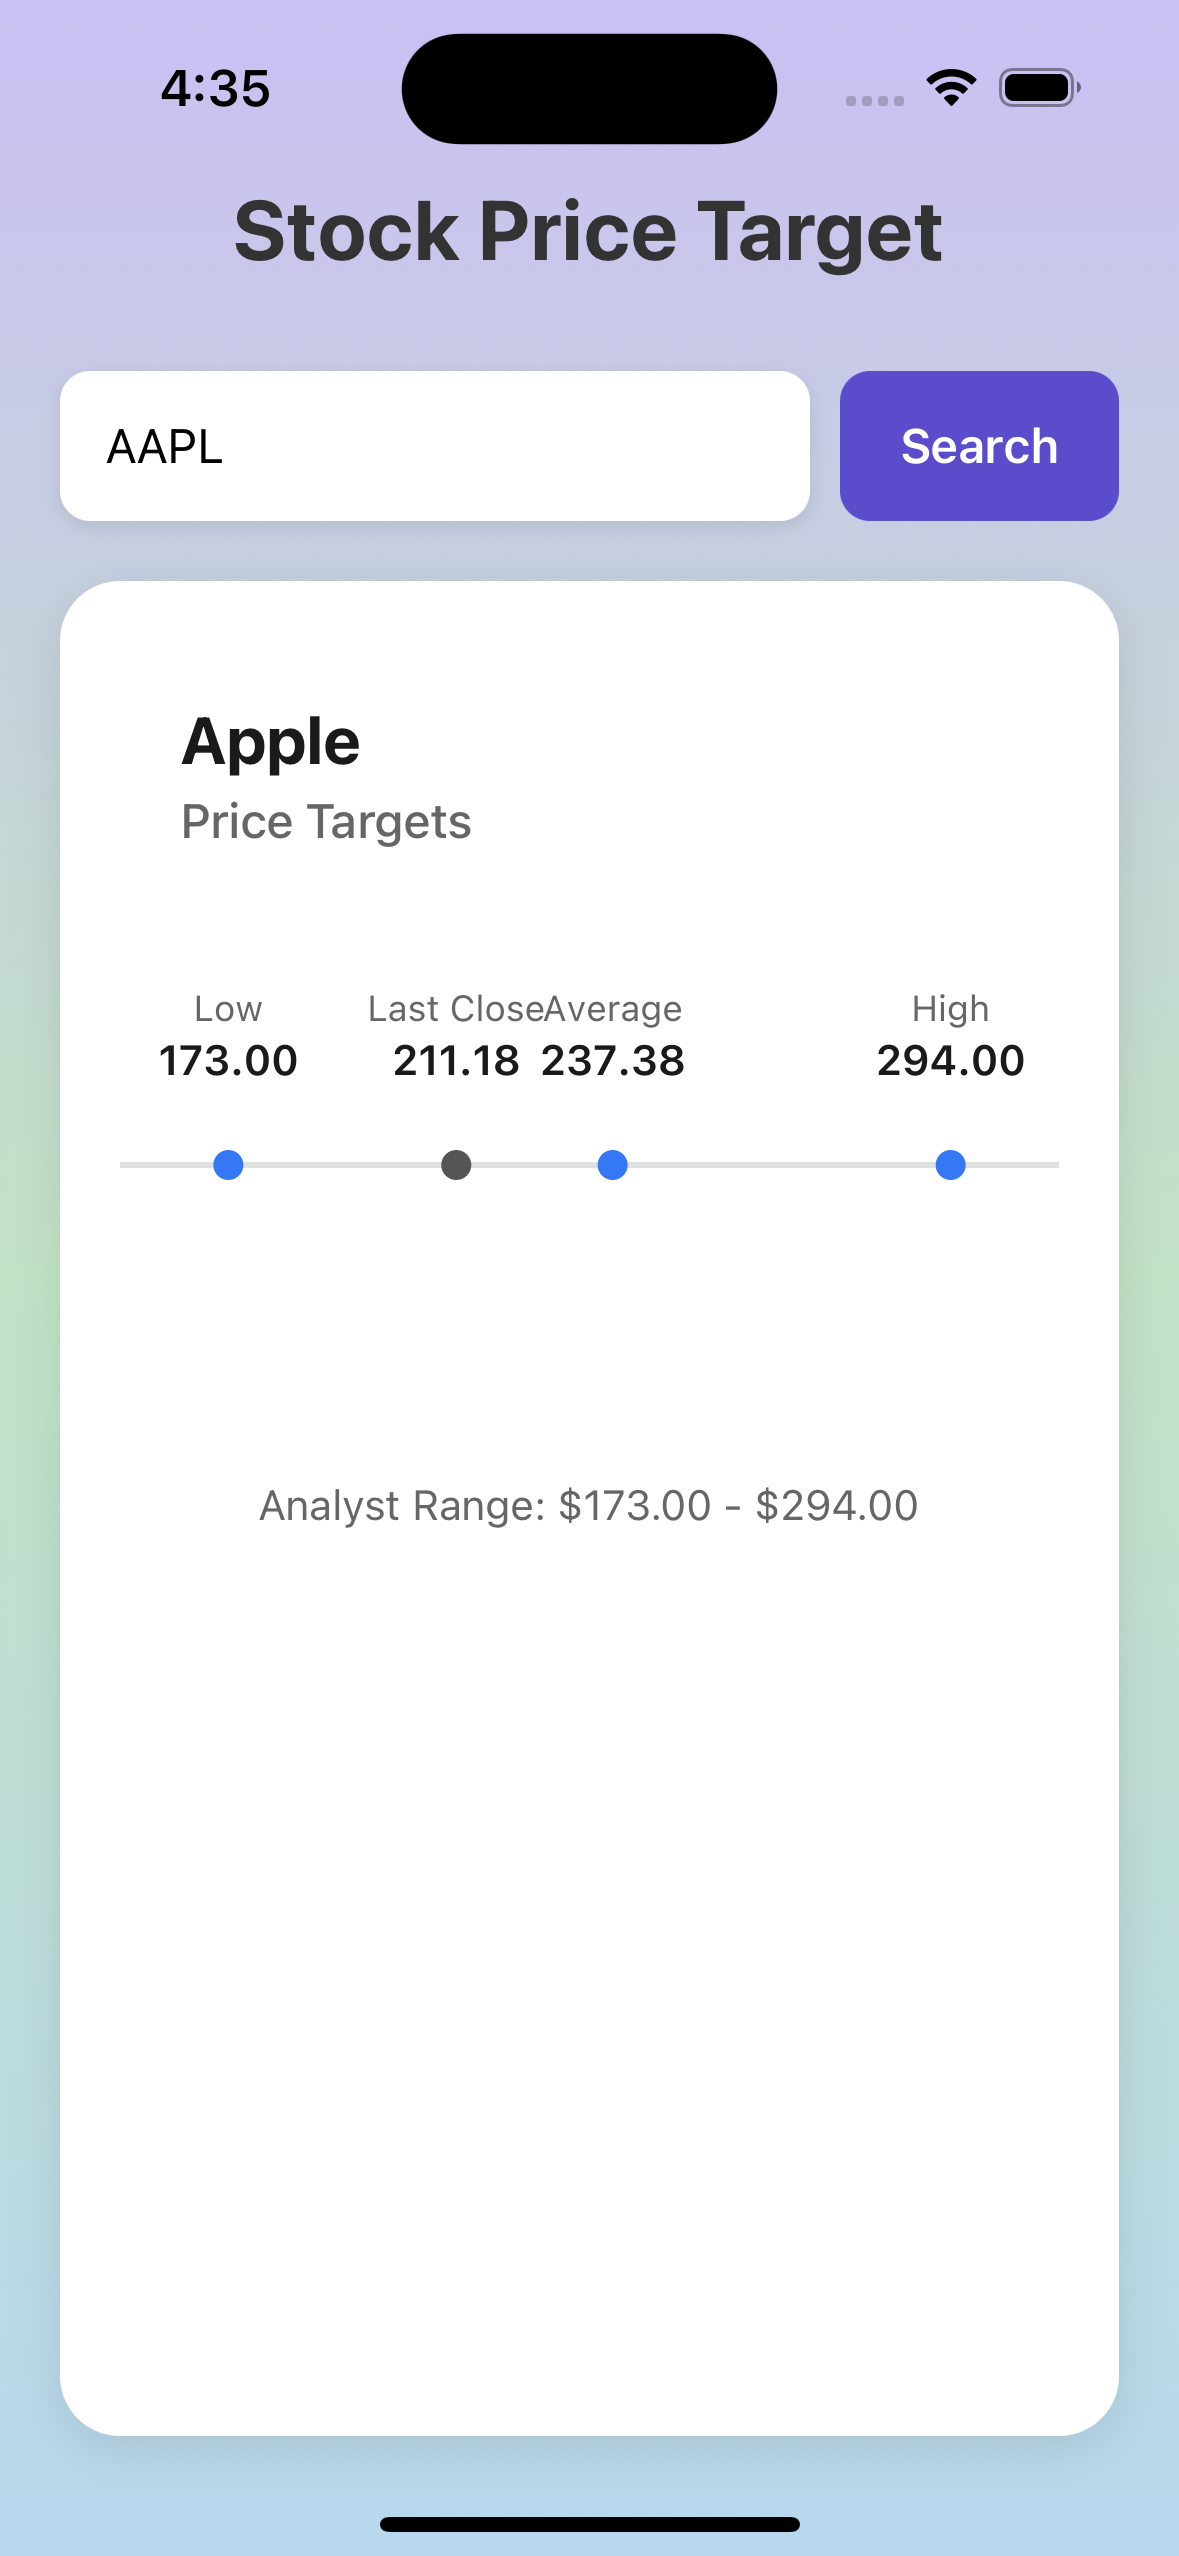 4:35
Stock Price Target
AAPL
Search
Apple
Price Targets
Low Last Close Average High
173.00 211.18 237.38 294.00
Analyst Range: $173.00 - $294.00